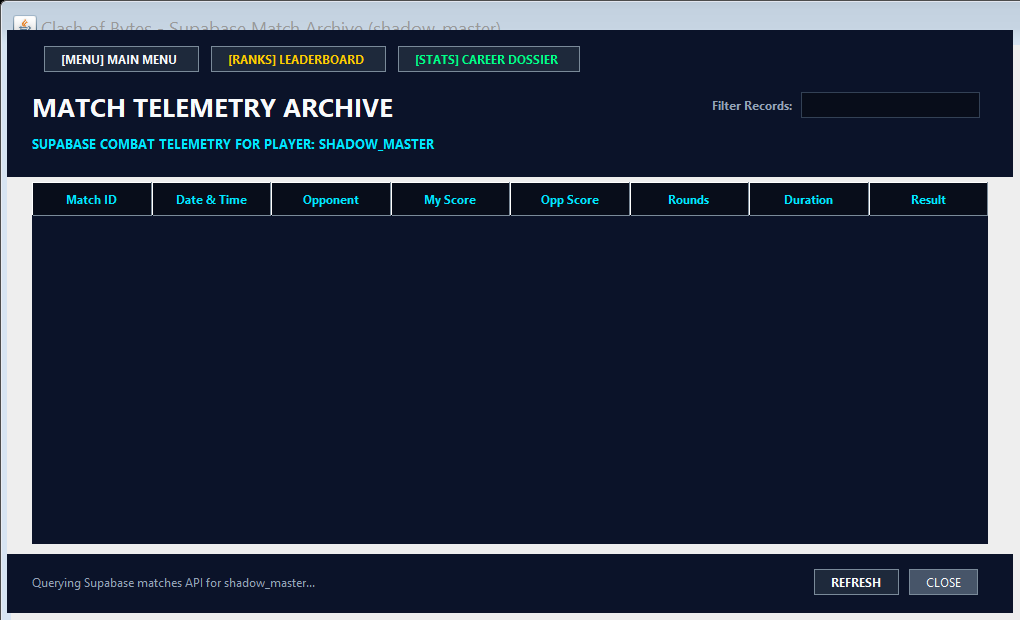 Clash of Bytes - Supabase Match Archive (shadow_master)
[MENU] MAIN MENU
[RANKS] LEADERBOARD
[STATS] CAREER DOSSIER
MATCH TELEMETRY ARCHIVE
Filter Records:
SUPABASE COMBAT TELEMETRY FOR PLAYER: SHADOW_MASTER
Match ID
Date & Time
Opponent
My Score
Opp Score
Rounds
Duration
Result
Querying Supabase matches API for shadow_master...
REFRESH
CLOSE